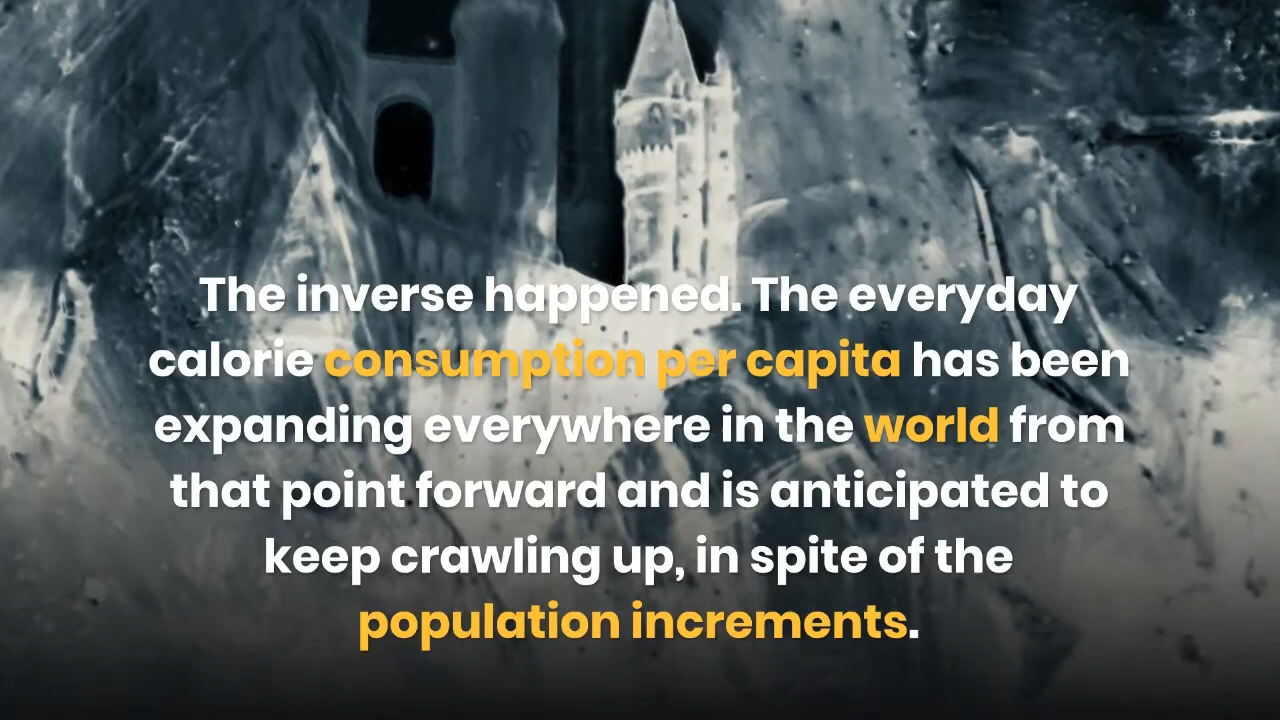 The inverse happened. The everyday
calorie consumption per capita has been
expanding everywhere in the world from
that point forward and is anticipated to
keep crawling up, in spite of the
population increments.